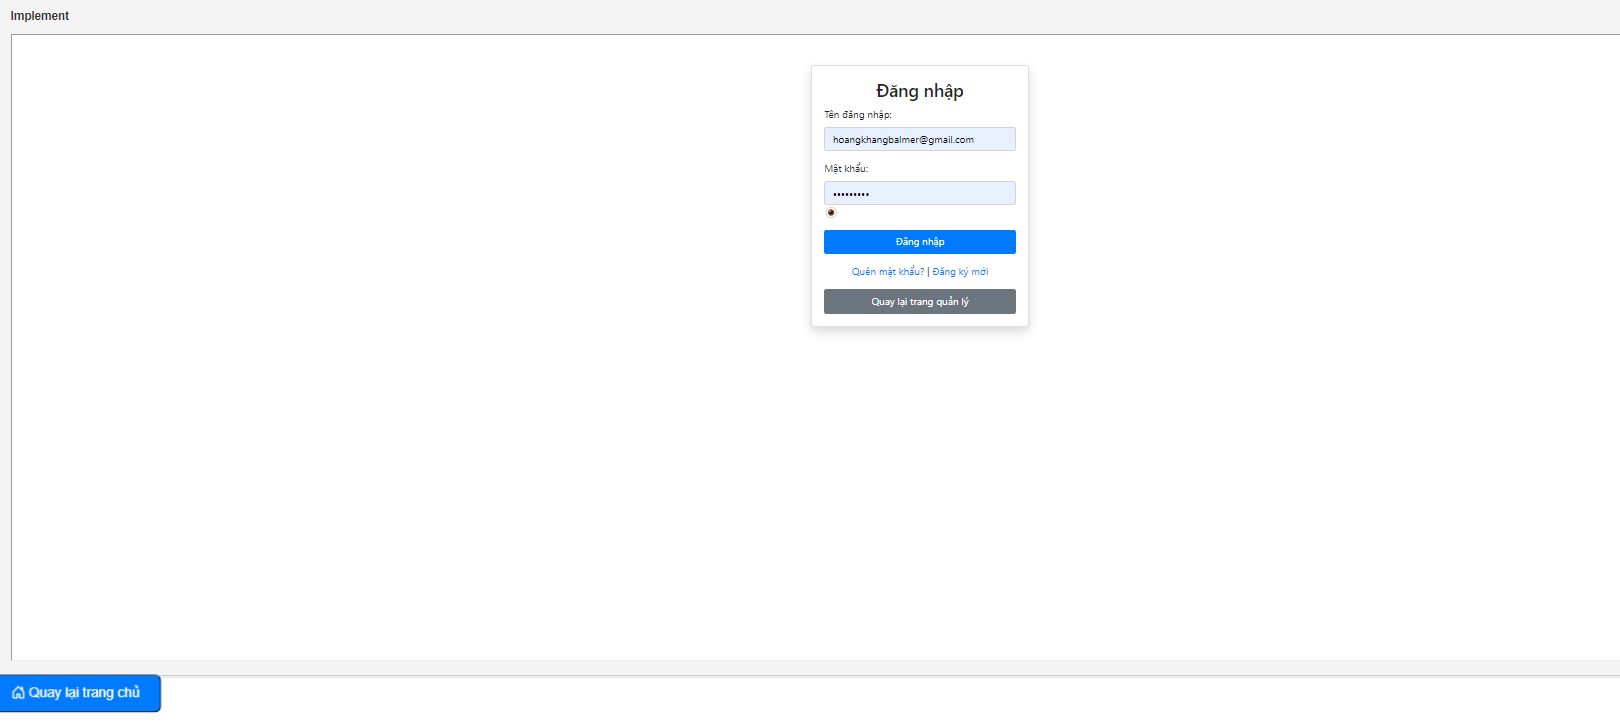 Implement
Đăng nhập
Tên đăng nhập:
hoangkhangbalmer@gmail.com
Mật khẩu:
•••••••••
Đăng nhập
Quên mật khẩu? | Đăng ký mới
Quay lại trang quản lý
Quay lại trang chủ